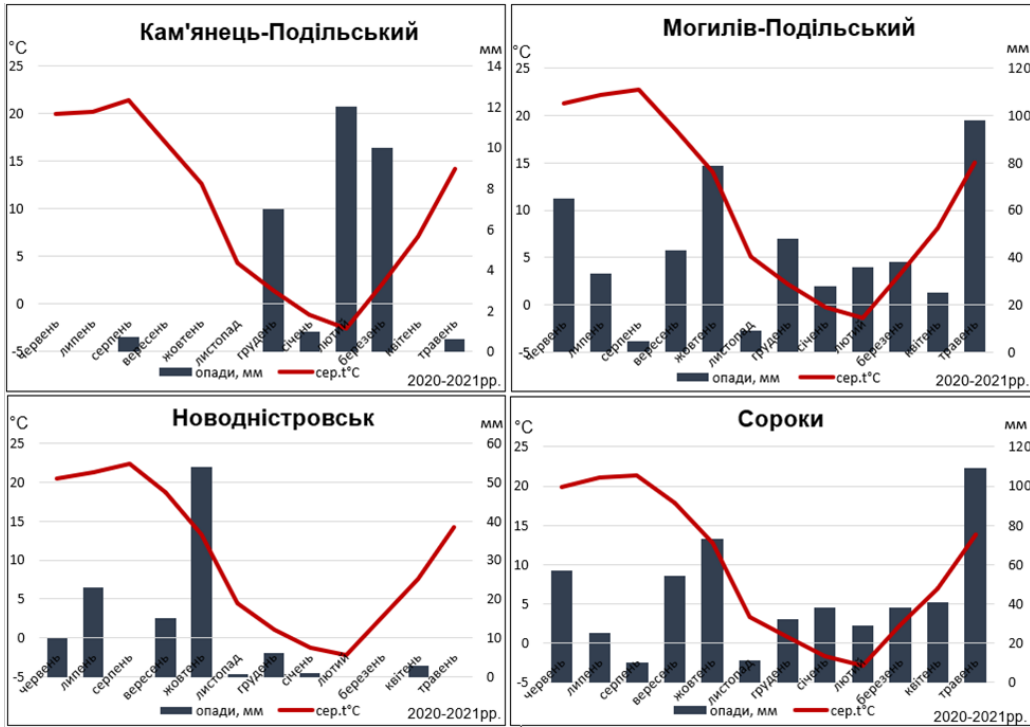 Кам'янець-Подільський
°C
мм
25
20
15
10
5
0
-5
14
12
10
8
6
4
2
0
червень
липень
серпень
вересень
жовтень
листопад
грудень
січень
лютий
березень
квітень
травень
опади, мм
сер.t°C
2020-2021рр.
Могилів-Подільський
°C
мм
25
20
15
10
5
0
-5
120
100
80
60
40
20
0
червень
липень
серпень
вересень
жовтень
листопад
грудень
січень
лютий
березень
квітень
травень
опади, мм
сер.t°C
2020-2021рр.
Новодністровськ
°C
мм
25
20
15
10
5
0
-5
60
50
40
30
20
10
0
червень
липень
серпень
вересень
жовтень
листопад
грудень
січень
лютий
березень
квітень
травень
опади, мм
сер.t°C
2020-2021рр.
Сороки
°C
мм
25
20
15
10
5
0
-5
120
100
80
60
40
20
0
червень
липень
серпень
вересень
жовтень
листопад
грудень
січень
лютий
березень
квітень
травень
опади, мм
сер.t°C
2020-2021рр.